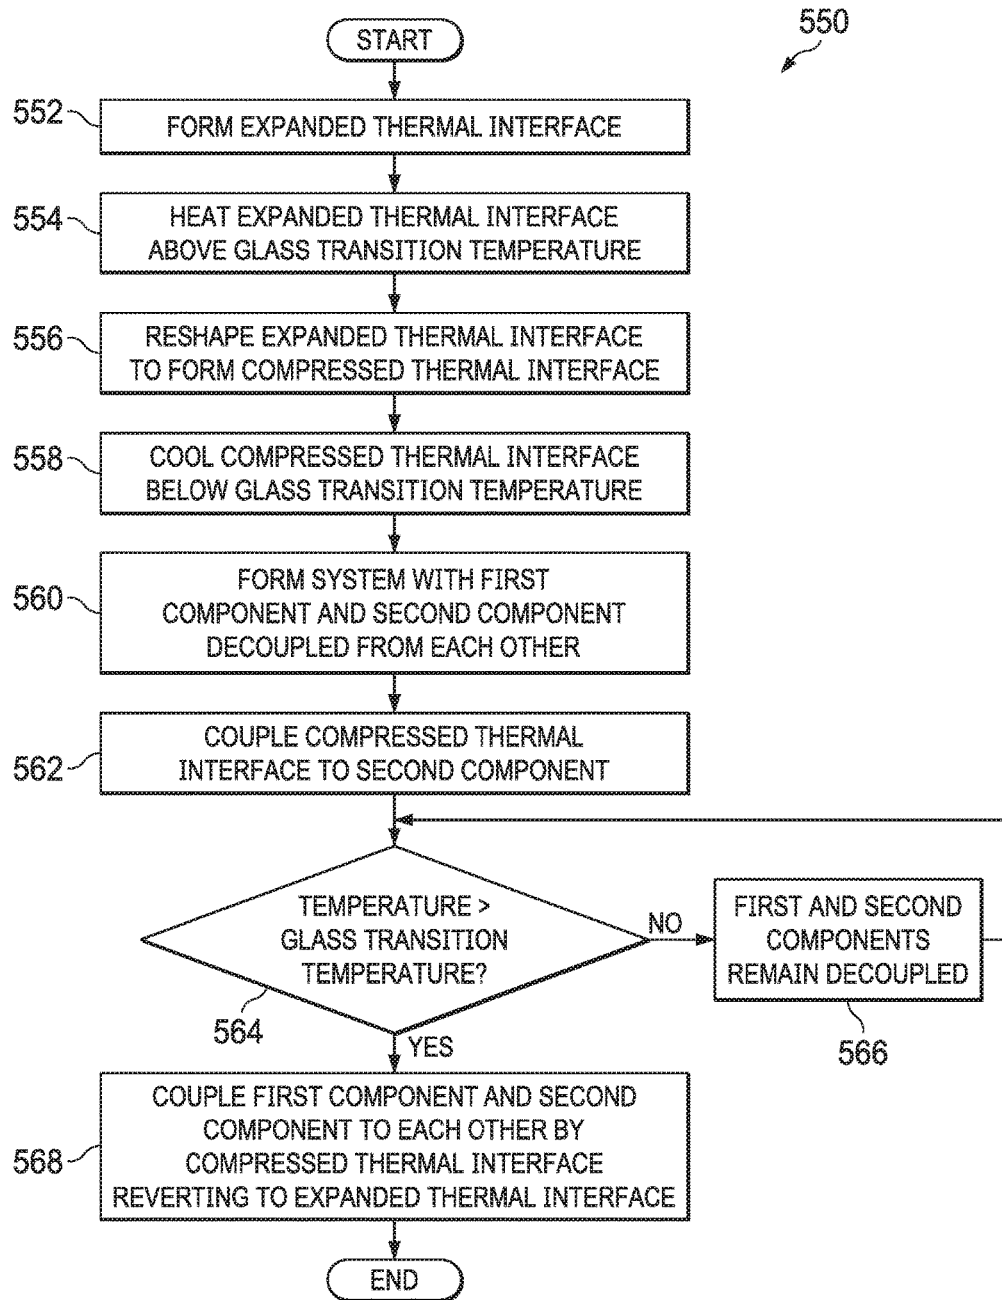 550
START
552
FORM EXPANDED THERMAL INTERFACE
554
HEAT EXPANDED THERMAL INTERFACE
ABOVE GLASS TRANSITION TEMPERATURE
556
RESHAPE EXPANDED THERMAL INTERFACE
TO FORM COMPRESSED THERMAL INTERFACE
558
COOL COMPRESSED THERMAL INTERFACE
BELOW GLASS TRANSITION TEMPERATURE
560
FORM SYSTEM WITH FIRST
COMPONENT AND SECOND COMPONENT
DECOUPLED FROM EACH OTHER
562
COUPLE COMPRESSED THERMAL
INTERFACE TO SECOND COMPONENT
TEMPERATURE >
GLASS TRANSITION
TEMPERATURE?
564
NO
FIRST AND SECOND
COMPONENTS
REMAIN DECOUPLED
566
YES
568
COUPLE FIRST COMPONENT AND SECOND
COMPONENT TO EACH OTHER BY
COMPRESSED THERMAL INTERFACE
REVERTING TO EXPANDED THERMAL INTERFACE
END